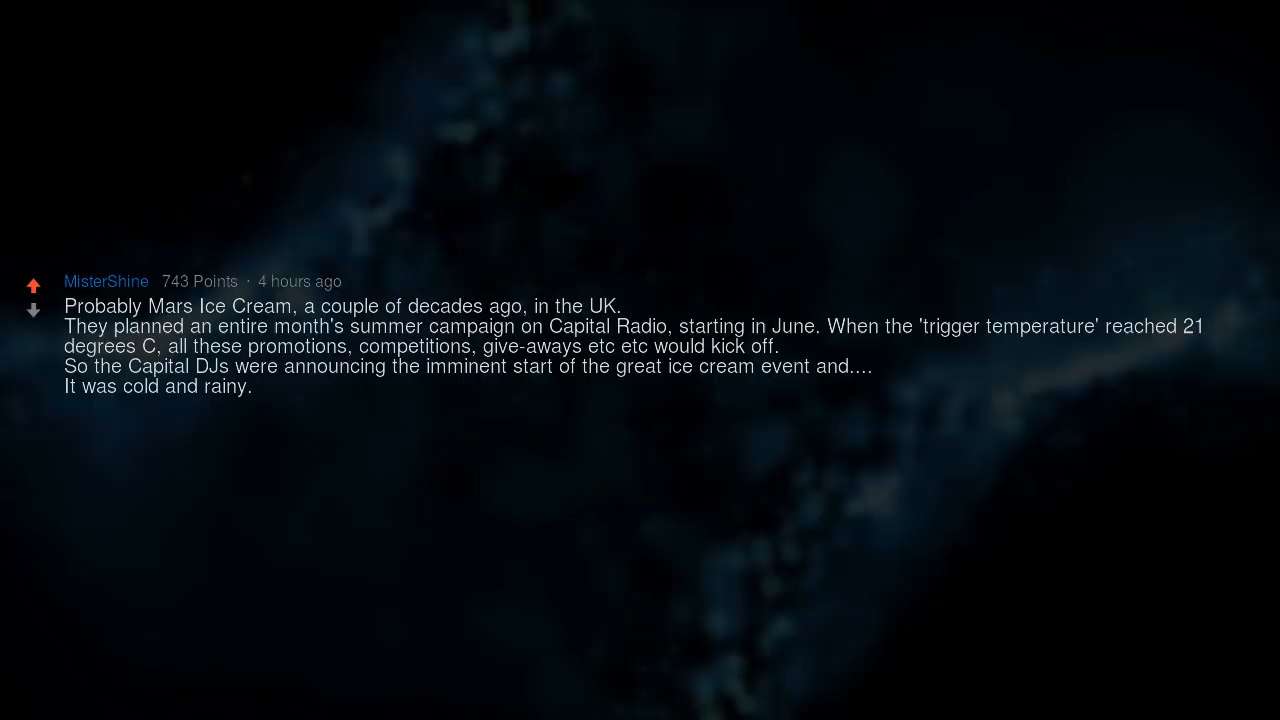 MisterShine 743 Points · 4 hours ago
Probably Mars Ice Cream, a couple of decades ago, in the UK.
They planned an entire month's summer campaign on Capital Radio, starting in June. When the 'trigger temperature' reached 21
degrees C, all these promotions, competitions, give-aways etc etc would kick off.
So the Capital DJs were announcing the imminent start of the great ice cream event and....
It was cold and rainy.